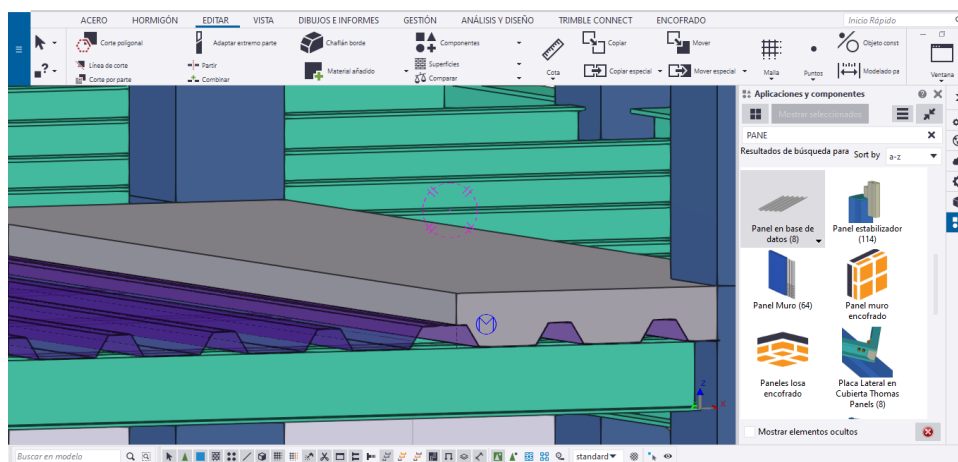 ACERO HORMIGÓN EDITAR VISTA DIBUJOS E INFORMES GESTIÓN ANÁLISIS Y DISEÑO TRIMBLE CONNECT ENCOFRADO Inicio Rápido
Corte poligonal Adaptar extremo parte Chaflán borde Componentes Copiar Mover Objeto const
Línea de corte Partir Material añadido Superficies Cota Copiar especial Mover especial Malla Puntos Modelado pa Ventana
Corte por parte Combinar Comparar
Aplicaciones y componentes
Mostrar seleccionados
PANE
Resultados de búsqueda para Sort by a-z
Panel en base de
datos (8)
Panel estabilizador
(114)
Panel Muro (64)
Panel muro
encofrado
Paneles losa
encofrado
Placa Lateral en
Cubierta Thomas
Panels (8)
Mostrar elementos ocultos
Z
X
Buscar en modelo standard